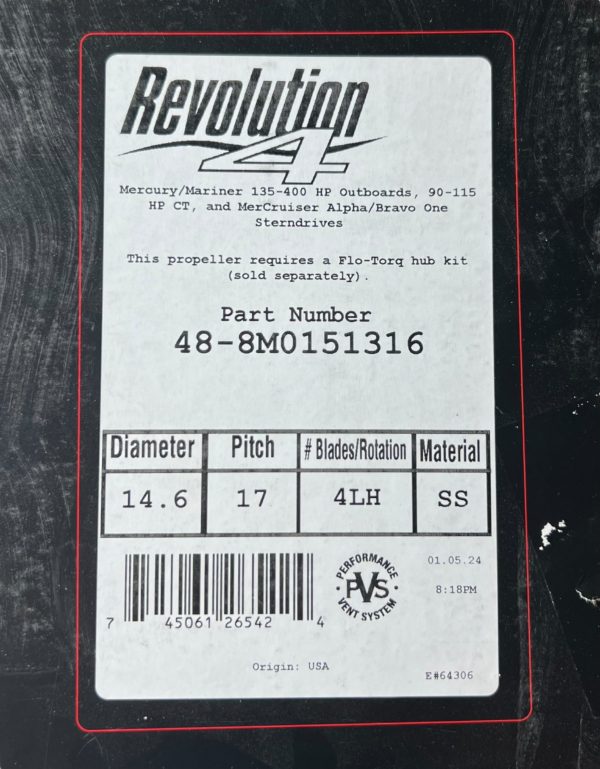 Revolution
4
Mercury/Mariner 135-400 HP Outboards, 90-115
HP CT, and MerCruiser Alpha/Bravo One
Sterndrives
This propeller requires a Flo-Torq hub kit
(sold separately).
Part Number
48-8M0151316
Diameter Pitch # Blades/Rotation Material
14.6 17 4LH SS
PERFORMANCE
PVS
VENT SYSTEM
01.05.24
8:18PM
7 45061 26542 4
Origin: USA
E#64306